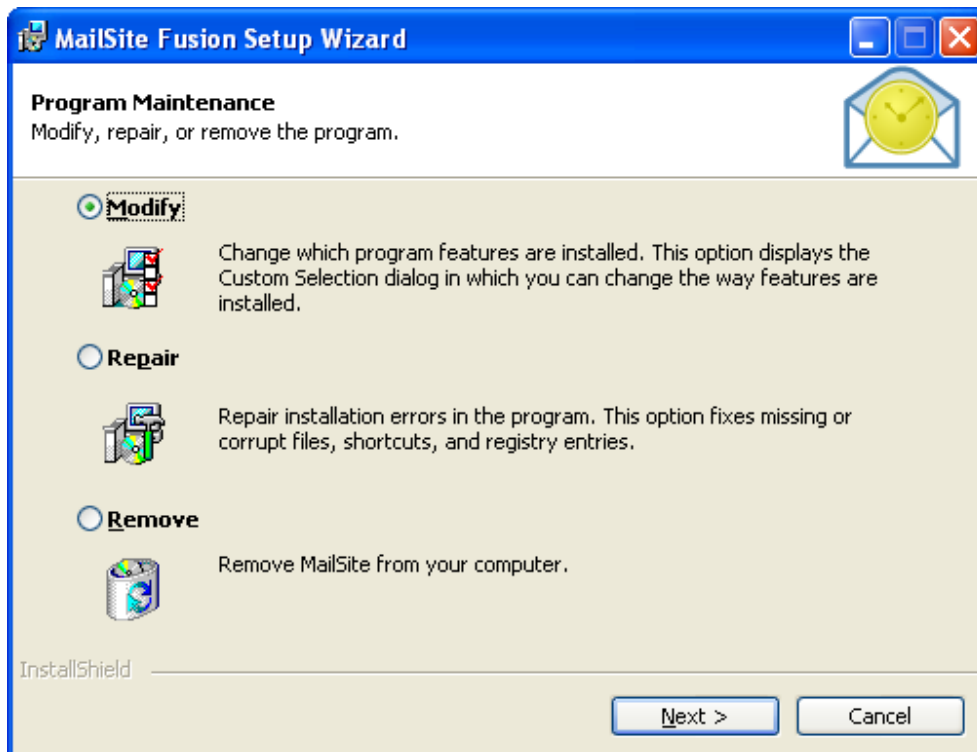 MailSite Fusion Setup Wizard
Program Maintenance
Modify, repair, or remove the program.
Modify
Change which program features are installed. This option displays the
Custom Selection dialog in which you can change the way features are
installed.
Repair
Repair installation errors in the program. This option fixes missing or
corrupt files, shortcuts, and registry entries.
Remove
Remove MailSite from your computer.
InstallShield
Next >
Cancel